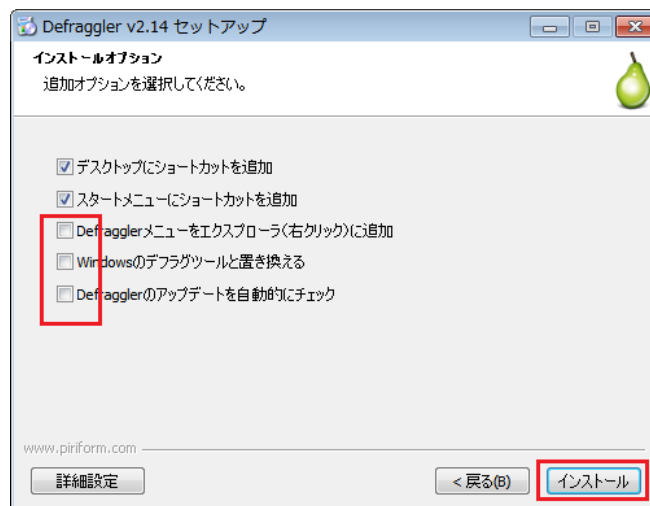 Defraggler v2.14 セットアップ
インストールオプション
追加オプションを選択してください。
デスクトップにショートカットを追加
スタートメニューにショートカットを追加
Defragglerメニューをエクスプローラ(右クリック)に追加
Windowsのデフラグツールと置き換える
Defragglerのアップデートを自動的にチェック
www.piriform.com
詳細設定
< 戻る(B)
インストール